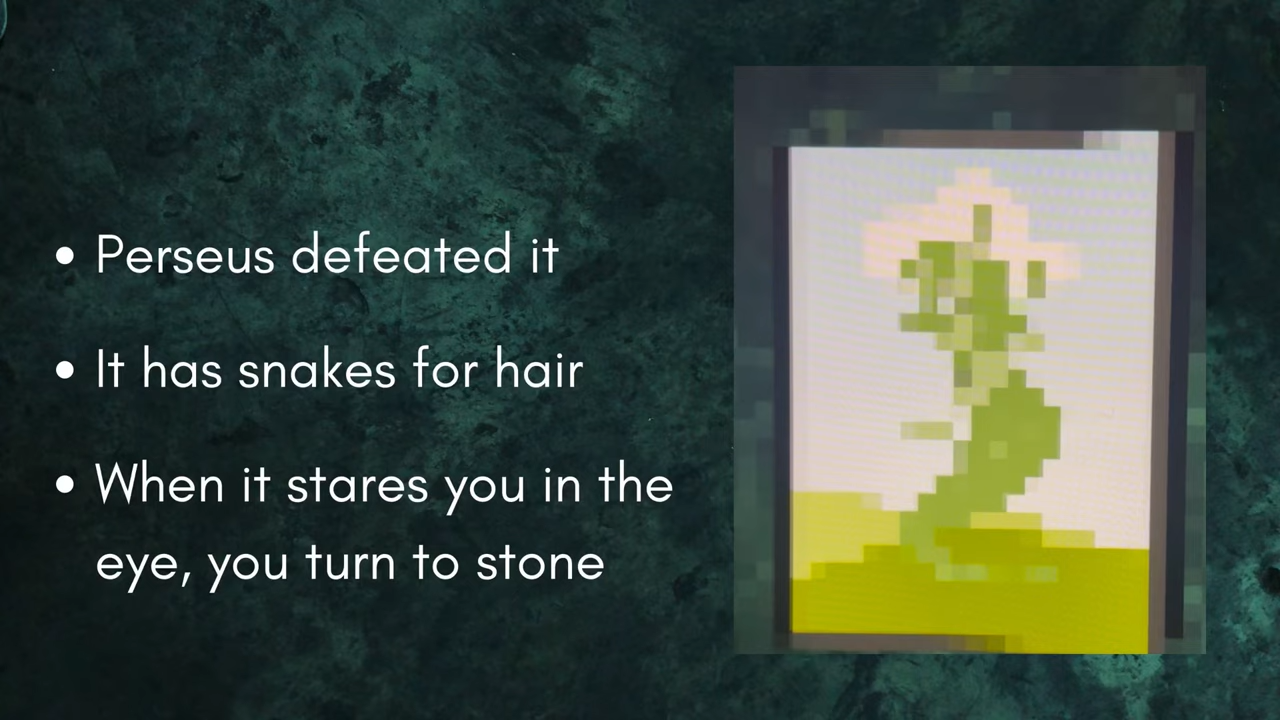 • Perseus defeated it
• It has snakes for hair
• When it stares you in the
eye, you turn to stone